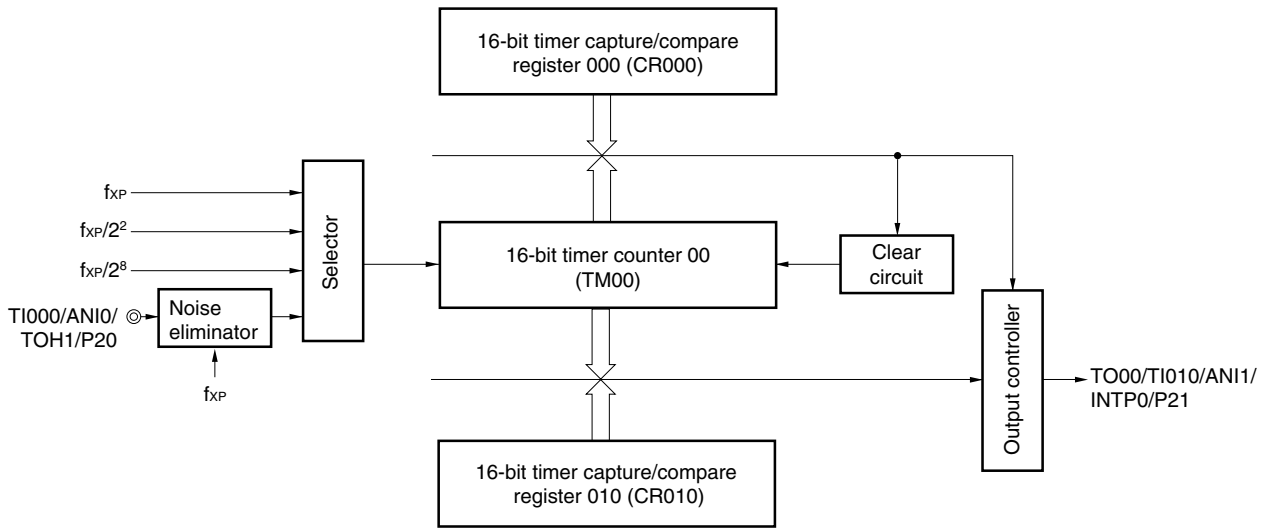 16-bit timer capture/compare
register 000 (CR000)
fXP
fXP/2²
fXP/2⁸
TI000/ANI0/
TOH1/P20
Noise
eliminator
fXP
Selector
16-bit timer counter 00
(TM00)
Clear
circuit
Output controller
TO00/TI010/ANI1/
INTP0/P21
16-bit timer capture/compare
register 010 (CR010)